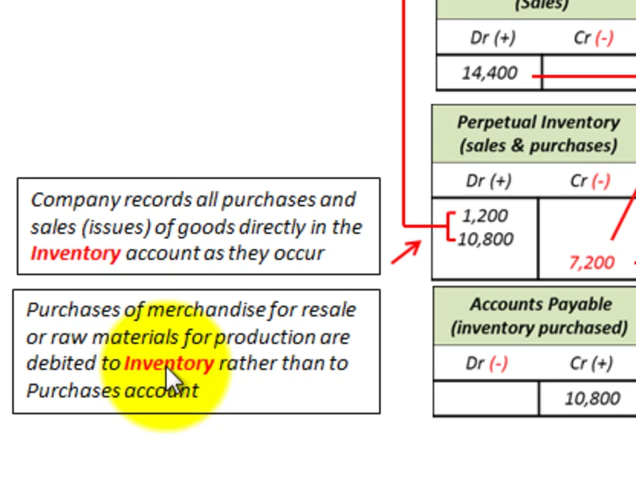 (Sales)
Dr (+) Cr (-)
14,400
Perpetual Inventory
(sales & purchases)
Dr (+) Cr (-)
1,200
10,800
7,200
Company records all purchases and
sales (issues) of goods directly in the
Inventory account as they occur
Purchases of merchandise for resale
or raw materials for production are
debited to Inventory rather than to
Purchases account
Accounts Payable
(inventory purchased)
Dr (-) Cr (+)
10,800